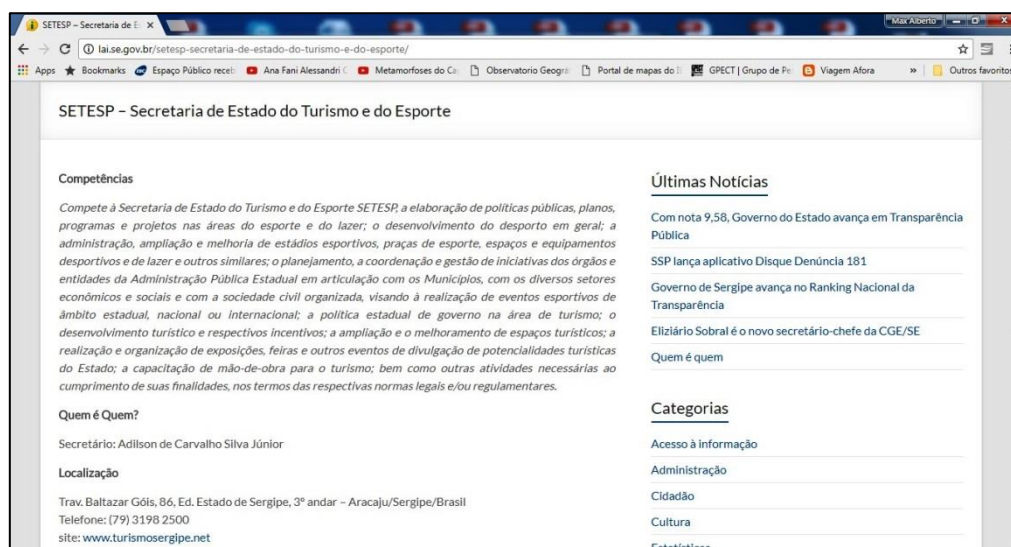 SETESP – Secretaria de E
Max Alberto
lai.se.gov.br/setesp-secretaria-de-estado-do-turismo-e-do-esporte/
Apps Bookmarks Espaço Público receb Ana Fani Alessandri Metamorfoses do Ca Observatorio Geogra Portal de mapas do GPECT | Grupo de Pe Viagem Afora » Outros favoritos
SETESP – Secretaria de Estado do Turismo e do Esporte
Competências
Compete à Secretaria de Estado do Turismo e do Esporte SETESP, a elaboração de políticas públicas, planos,
programas e projetos nas áreas do esporte e do lazer; o desenvolvimento do desporto em geral; a
administração, ampliação e melhoria de estádios esportivos, praças de esporte, espaços e equipamentos
desportivos e de lazer e outros similares; o planejamento, a coordenação e gestão de iniciativas dos órgãos e
entidades da Administração Pública Estadual em articulação com os Municípios, com os diversos setores
econômicos e sociais e com a sociedade civil organizada, visando à realização de eventos esportivos de
âmbito estadual, nacional ou internacional; a política estadual de governo na área de turismo; o
desenvolvimento turístico e respectivos incentivos; a ampliação e o melhoramento de espaços turísticos; a
realização e organização de exposições, feiras e outros eventos de divulgação de potencialidades turísticas
do Estado; a capacitação de mão-de-obra para o turismo; bem como outras atividades necessárias ao
cumprimento de suas finalidades, nos termos das respectivas normas legais e/ou regulamentares.
Quem é Quem?
Secretário: Adilson de Carvalho Silva Júnior
Localização
Trav. Baltazar Góis, 86, Ed. Estado de Sergipe, 3º andar – Aracaju/Sergipe/Brasil
Telefone: (79) 3198 2500
site: www.turismosergipe.net
Últimas Notícias
Com nota 9,58, Governo do Estado avança em Transparência
Pública
SSP lança aplicativo Disque Denúncia 181
Governo de Sergipe avança no Ranking Nacional da
Transparência
Eliziário Sobral é o novo secretário-chefe da CGE/SE
Quem é quem
Categorias
Acesso à informação
Administração
Cidadão
Cultura
Estatísticas